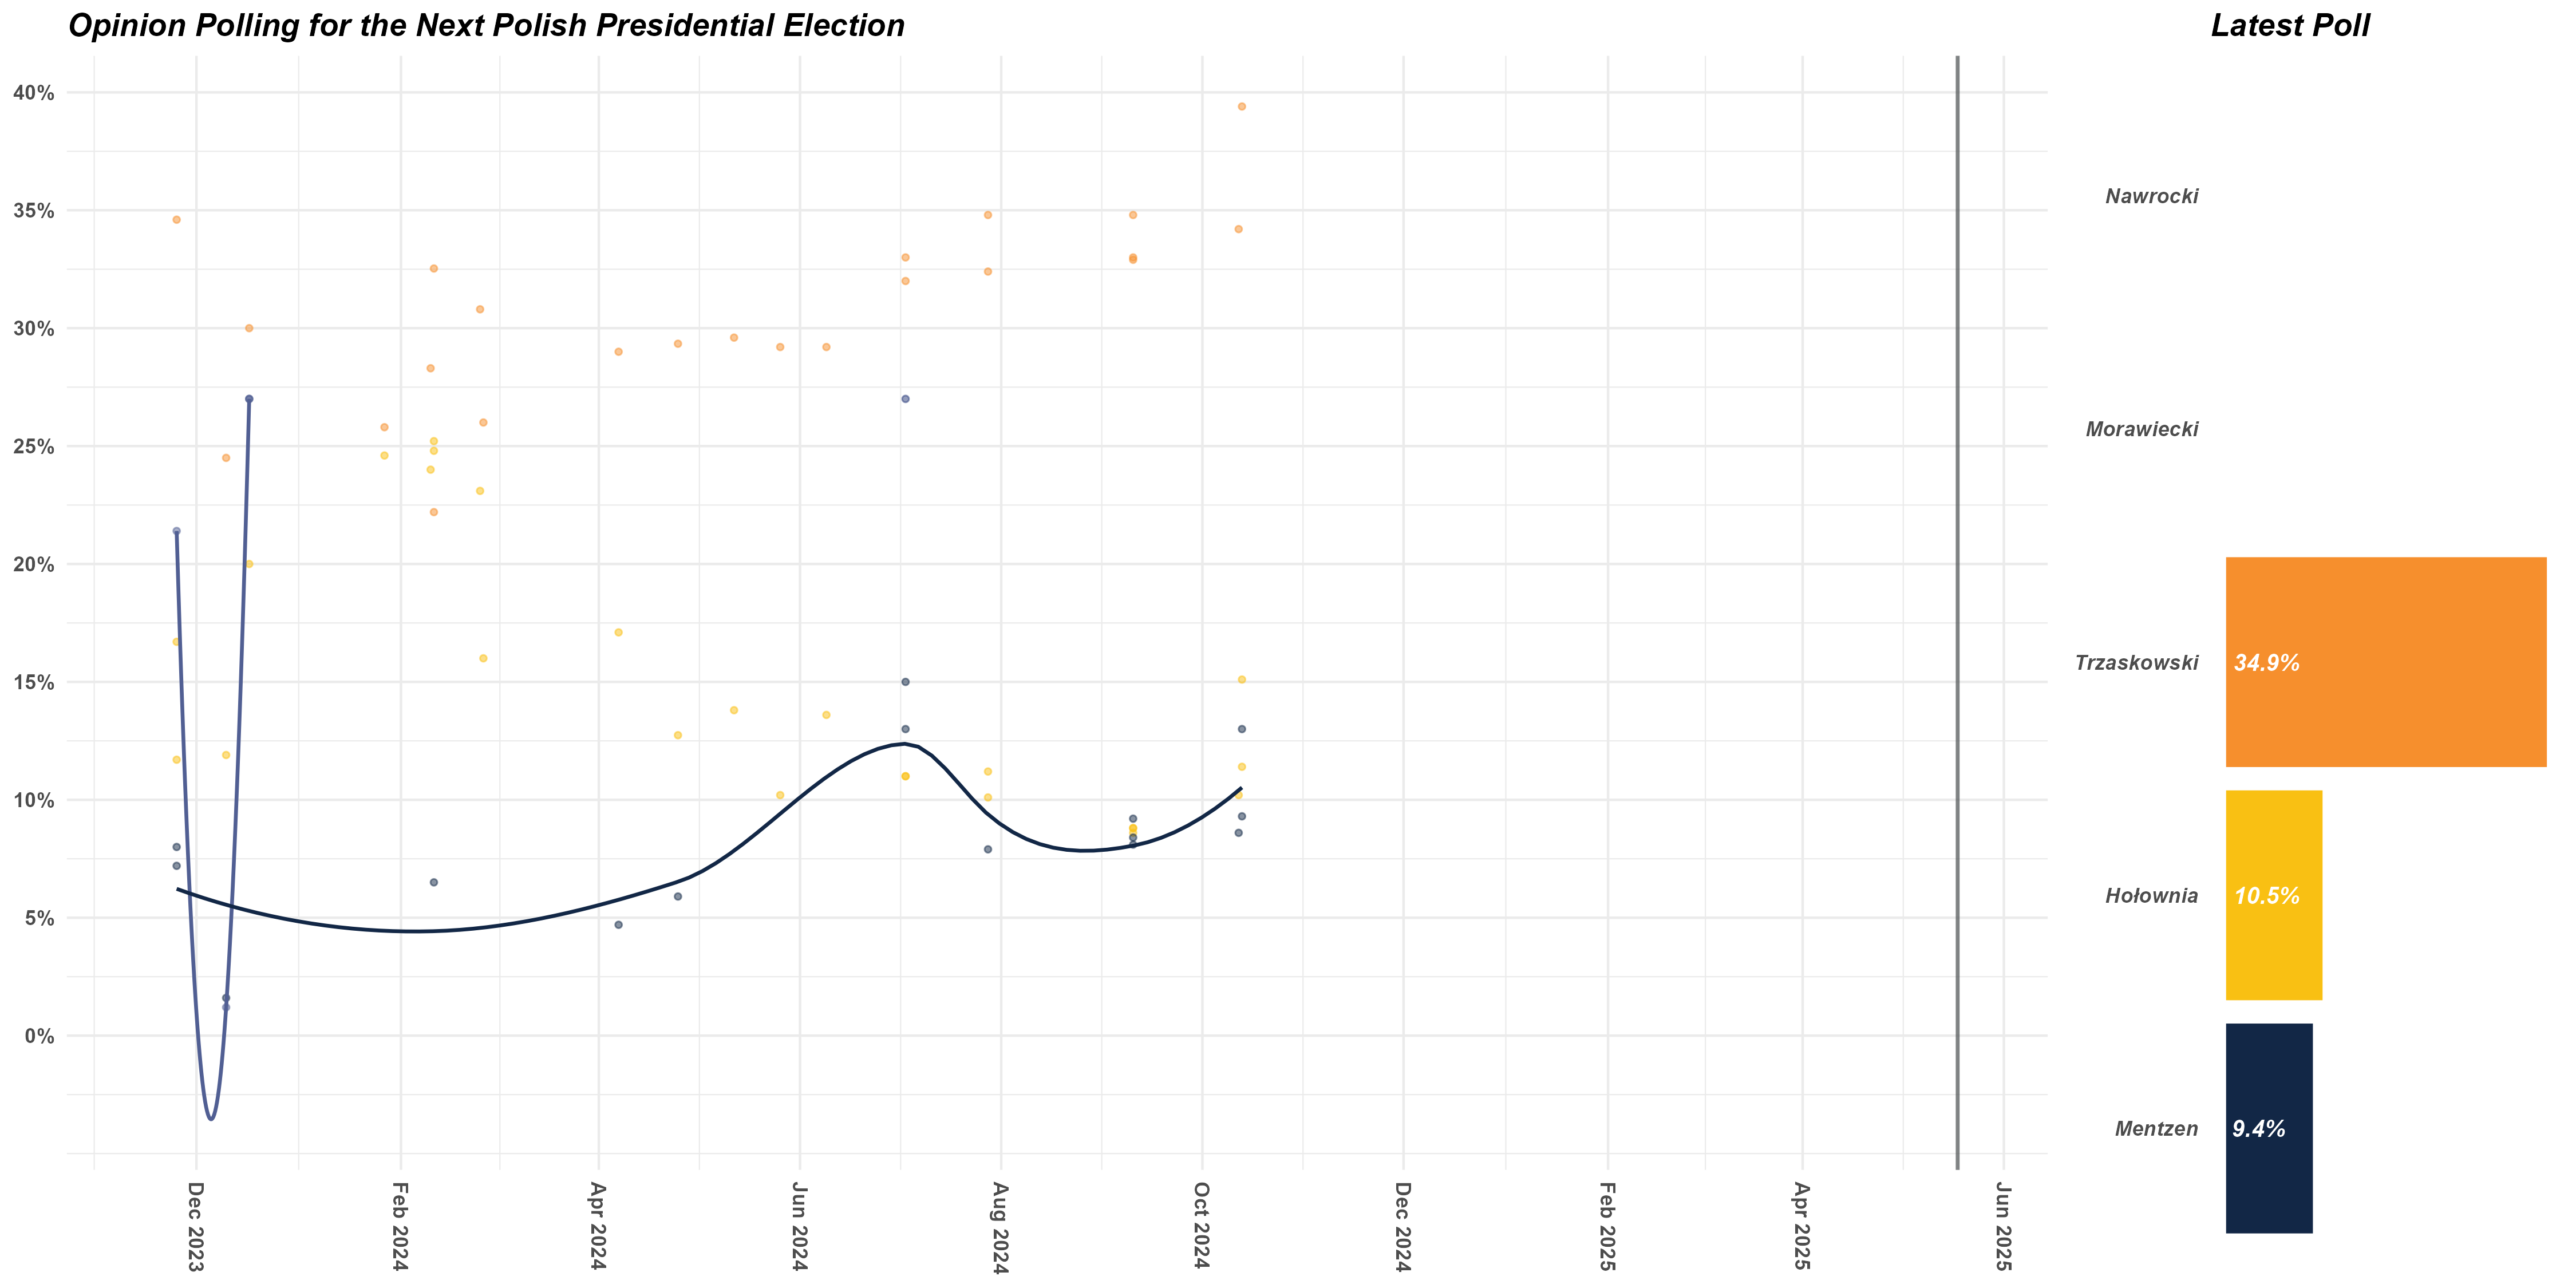 Opinion Polling for the Next Polish Presidential Election
Latest Poll
40%
35%
30%
25%
20%
15%
10%
5%
0%
Dec 2023
Feb 2024
Apr 2024
Jun 2024
Aug 2024
Oct 2024
Dec 2024
Feb 2025
Apr 2025
Jun 2025
Nawrocki
Morawiecki
Trzaskowski
34.9%
Hołownia
10.5%
Mentzen
9.4%